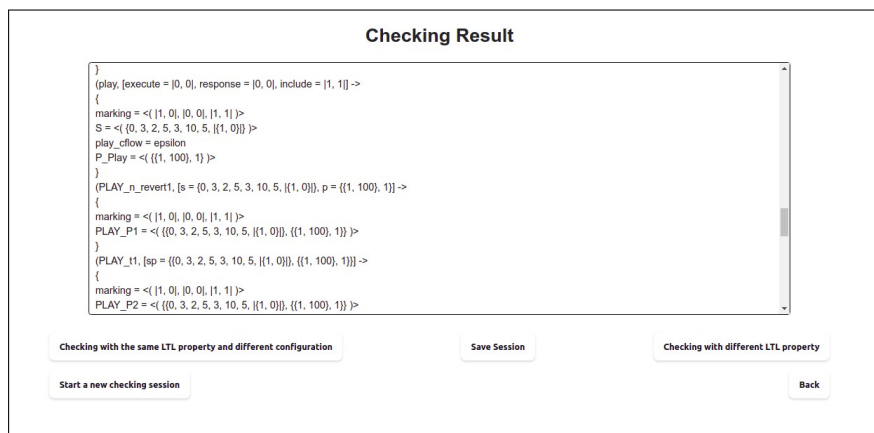 Checking Result
}
(play, [execute = |0, 0|, response = |0, 0|, include = |1, 1|] ->
{
marking = <( |1, 0|, |0, 0|, |1, 1| )>
S = <( {0, 3, 2, 5, 3, 10, 5, |{1, 0}|} )>
play_cflow = epsilon
P_Play = <( {{1, 100}, 1} )>
}
(PLAY_n_revert1, [s = {0, 3, 2, 5, 3, 10, 5, |{1, 0}|}, p = {{1, 100}, 1}] ->
{
marking = <( |1, 0|, |0, 0|, |1, 1| )>
PLAY_P1 = <( {{0, 3, 2, 5, 3, 10, 5, |{1, 0}|}, {{1, 100}, 1}} )>
}
(PLAY_t1, [sp = {{0, 3, 2, 5, 3, 10, 5, |{1, 0}|}, {{1, 100}, 1}}] ->
{
marking = <( |1, 0|, |0, 0|, |1, 1| )>
PLAY_P2 = <( {{0, 3, 2, 5, 3, 10, 5, |{1, 0}|}, {{1, 100}, 1}} )>
Checking with the same LTL property and different configuration
Save Session
Checking with different LTL property
Start a new checking session
Back